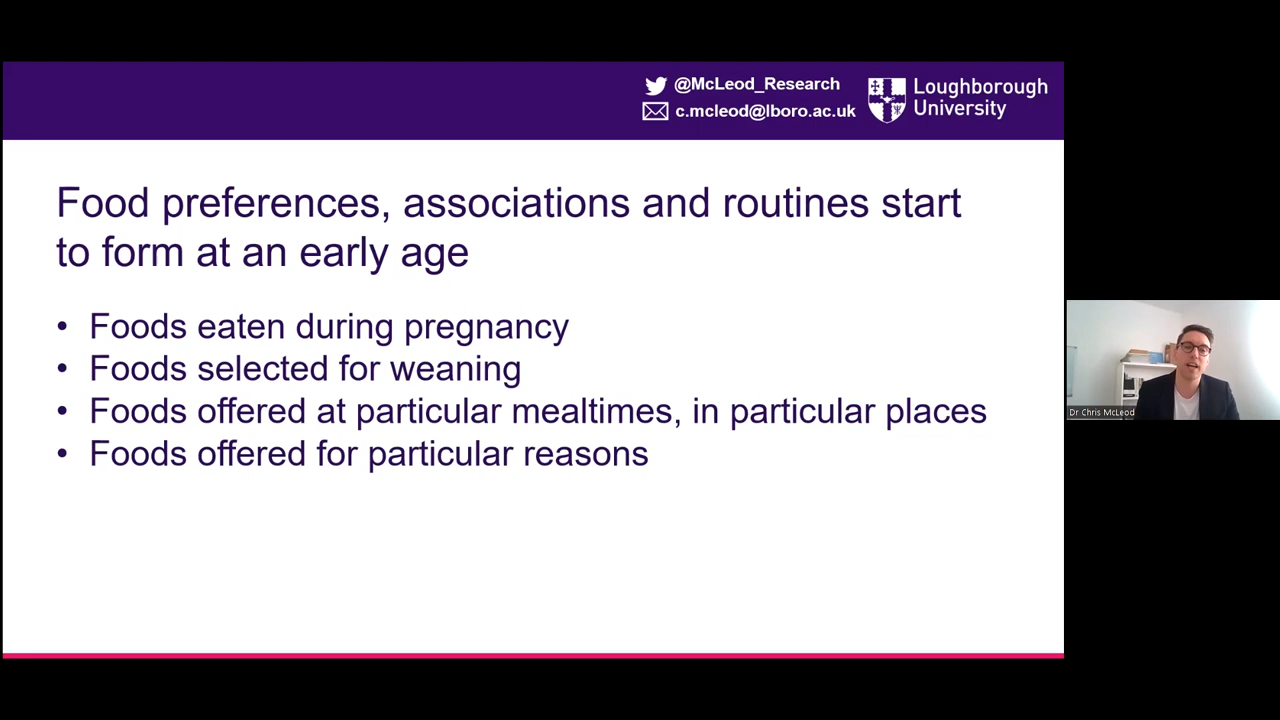 @McLeod_Research
c.mcleod@lboro.ac.uk
Loughborough
University
Food preferences, associations and routines start
to form at an early age
• Foods eaten during pregnancy
• Foods selected for weaning
• Foods offered at particular mealtimes, in particular places
• Foods offered for particular reasons
Dr Chris McLeod